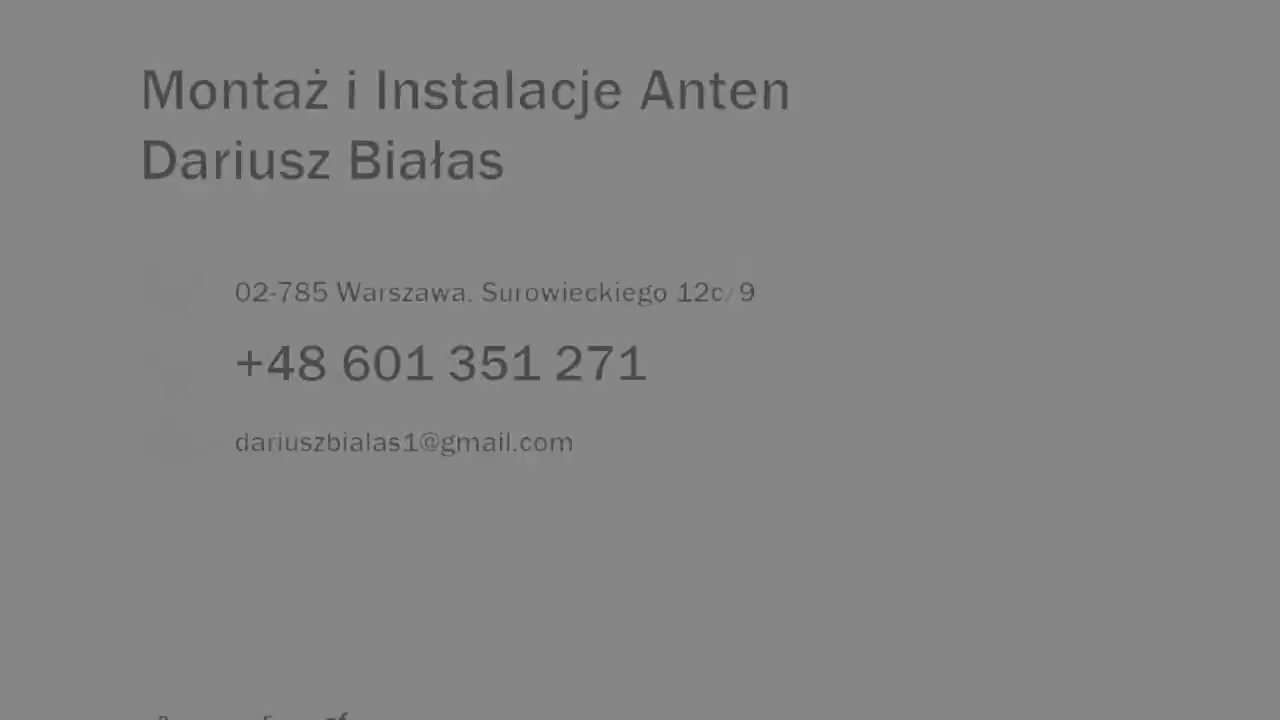 Montaż i Instalacje Anten
Dariusz Białas
02-785 Warszawa, Surowieckiego 12c/9
+48 601 351 271
dariuszbialas1@gmail.com